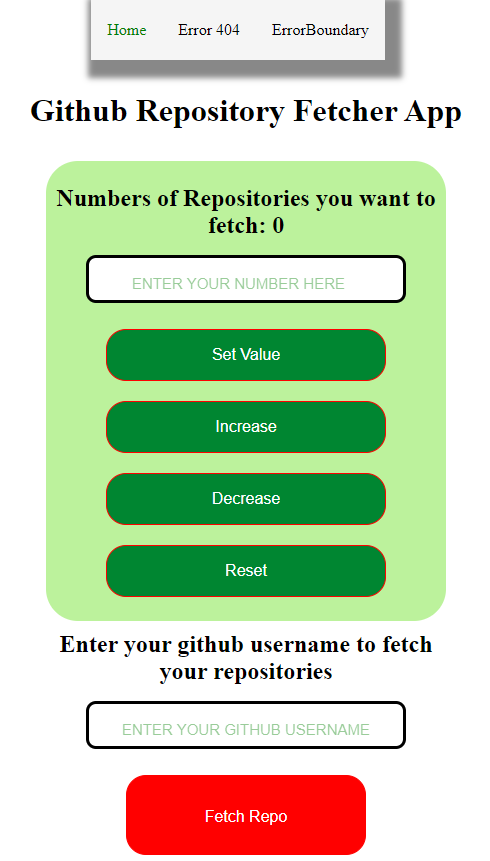 Home Error 404 ErrorBoundary
Github Repository Fetcher App
Numbers of Repositories you want to
fetch: 0
ENTER YOUR NUMBER HERE
Set Value
Increase
Decrease
Reset
Enter your github username to fetch
your repositories
ENTER YOUR GITHUB USERNAME
Fetch Repo